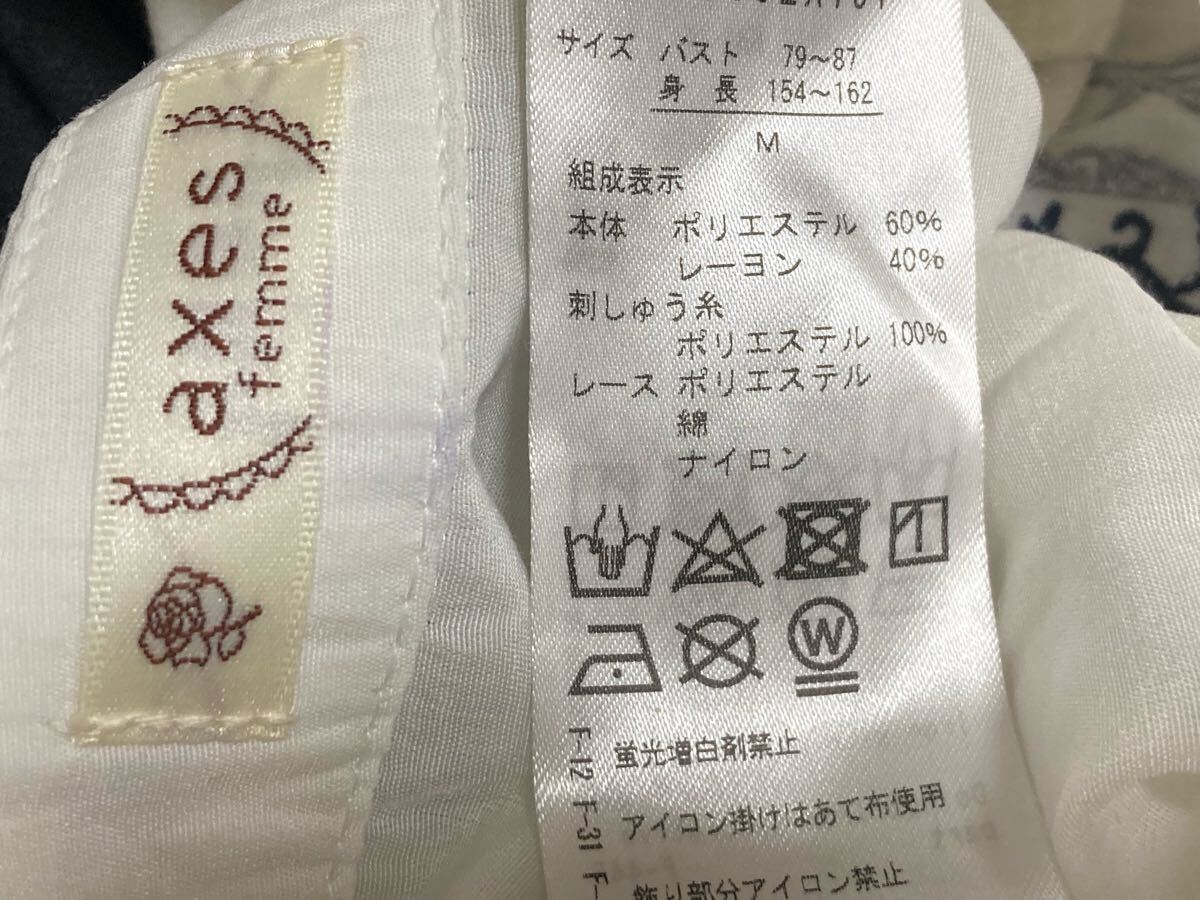 axes
femme
サイズ バスト 79~87
身長 154~162
M
組成表示
本体 ポリエステル 60%
レーヨン 40%
刺しゅう糸
ポリエステル 100%
レース ポリエステル
綿
ナイロン
W
F-12 蛍光増白剤禁止
F-31 アイロン掛けはあて布使用
F- 飾り部分アイロン禁止